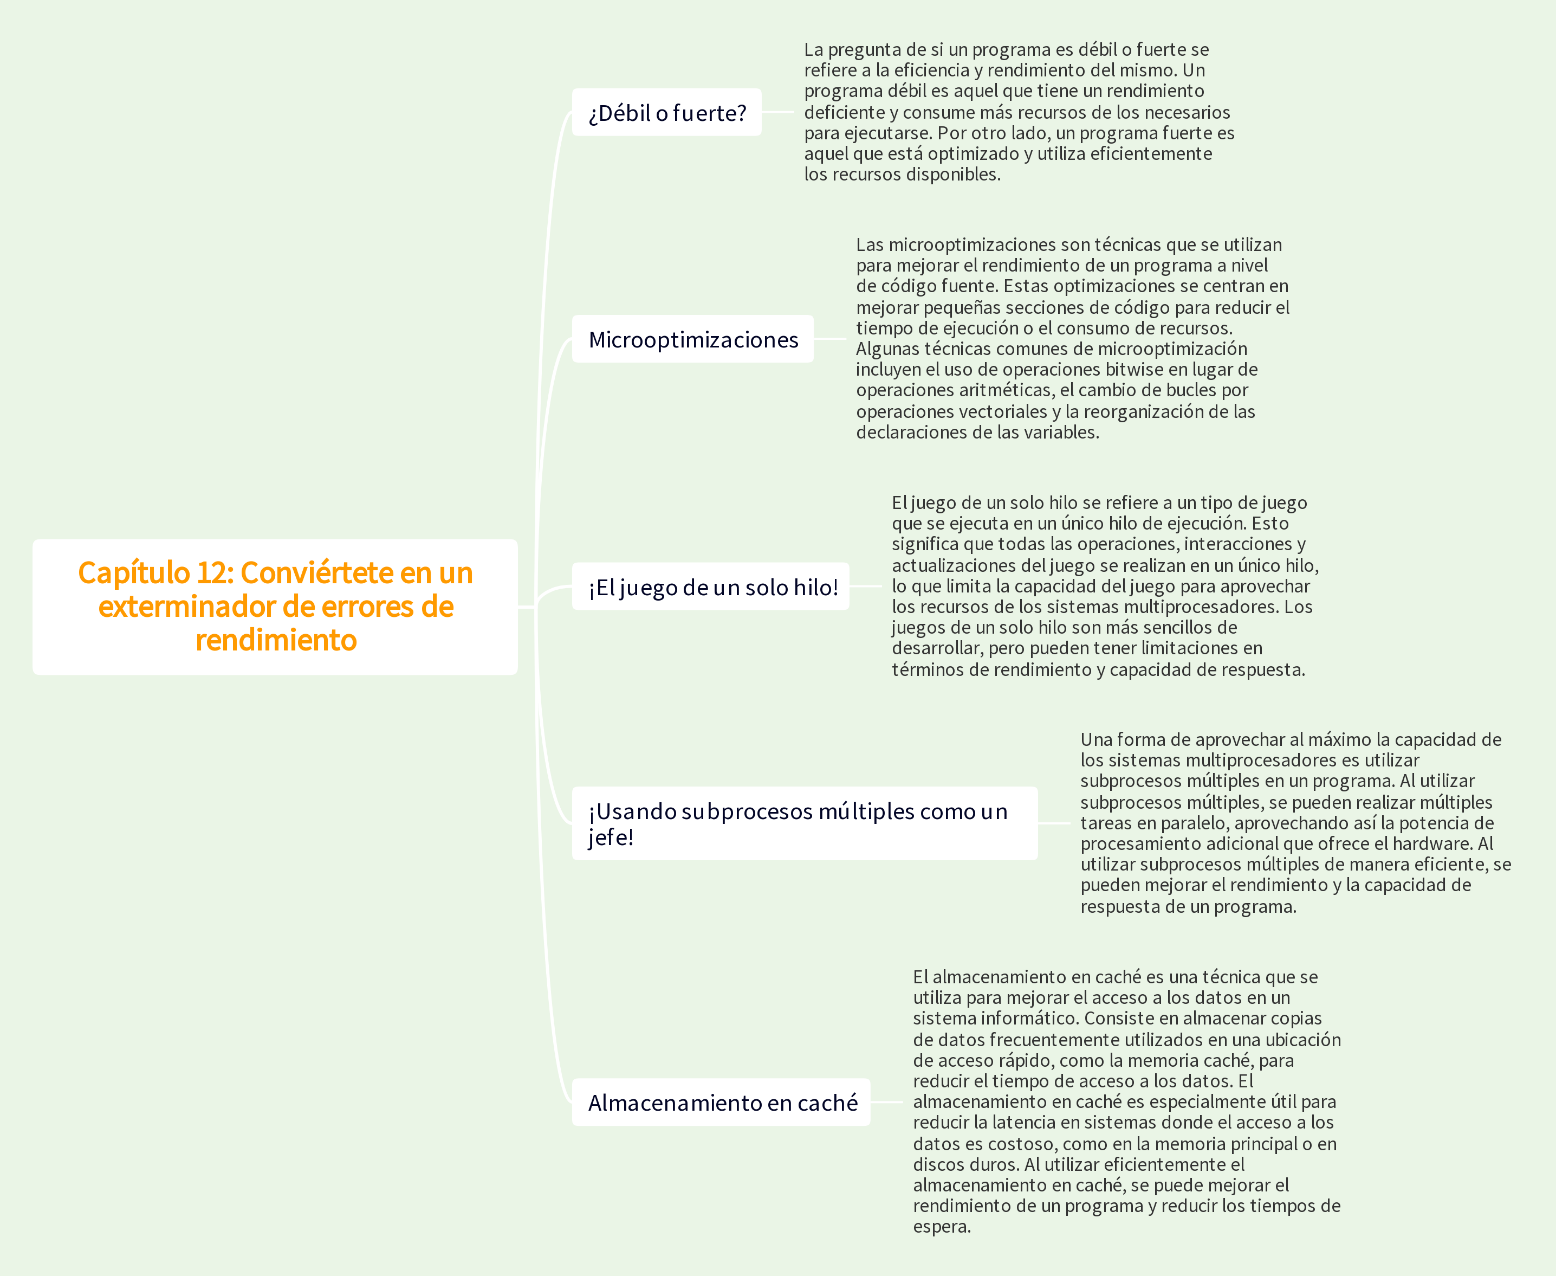 Capítulo 12: Conviértete en un
exterminador de errores de
rendimiento
¿Débil o fuerte?
La pregunta de si un programa es débil o fuerte se
refiere a la eficiencia y rendimiento del mismo. Un
programa débil es aquel que tiene un rendimiento
deficiente y consume más recursos de los necesarios
para ejecutarse. Por otro lado, un programa fuerte es
aquel que está optimizado y utiliza eficientemente
los recursos disponibles.
Microoptimizaciones
Las microoptimizaciones son técnicas que se utilizan
para mejorar el rendimiento de un programa a nivel
de código fuente. Estas optimizaciones se centran en
mejorar pequeñas secciones de código para reducir el
tiempo de ejecución o el consumo de recursos.
Algunas técnicas comunes de microoptimización
incluyen el uso de operaciones bitwise en lugar de
operaciones aritméticas, el cambio de bucles por
operaciones vectoriales y la reorganización de las
declaraciones de las variables.
¡El juego de un solo hilo!
El juego de un solo hilo se refiere a un tipo de juego
que se ejecuta en un único hilo de ejecución. Esto
significa que todas las operaciones, interacciones y
actualizaciones del juego se realizan en un único hilo,
lo que limita la capacidad del juego para aprovechar
los recursos de los sistemas multiprocesadores. Los
juegos de un solo hilo son más sencillos de
desarrollar, pero pueden tener limitaciones en
términos de rendimiento y capacidad de respuesta.
¡Usando subprocesos múltiples como un
jefe!
Una forma de aprovechar al máximo la capacidad de
los sistemas multiprocesadores es utilizar
subprocesos múltiples en un programa. Al utilizar
subprocesos múltiples, se pueden realizar múltiples
tareas en paralelo, aprovechando así la potencia de
procesamiento adicional que ofrece el hardware. Al
utilizar subprocesos múltiples de manera eficiente, se
pueden mejorar el rendimiento y la capacidad de
respuesta de un programa.
Almacenamiento en caché
El almacenamiento en caché es una técnica que se
utiliza para mejorar el acceso a los datos en un
sistema informático. Consiste en almacenar copias
de datos frecuentemente utilizados en una ubicación
de acceso rápido, como la memoria caché, para
reducir el tiempo de acceso a los datos. El
almacenamiento en caché es especialmente útil para
reducir la latencia en sistemas donde el acceso a los
datos es costoso, como en la memoria principal o en
discos duros. Al utilizar eficientemente el
almacenamiento en caché, se puede mejorar el
rendimiento de un programa y reducir los tiempos de
espera.